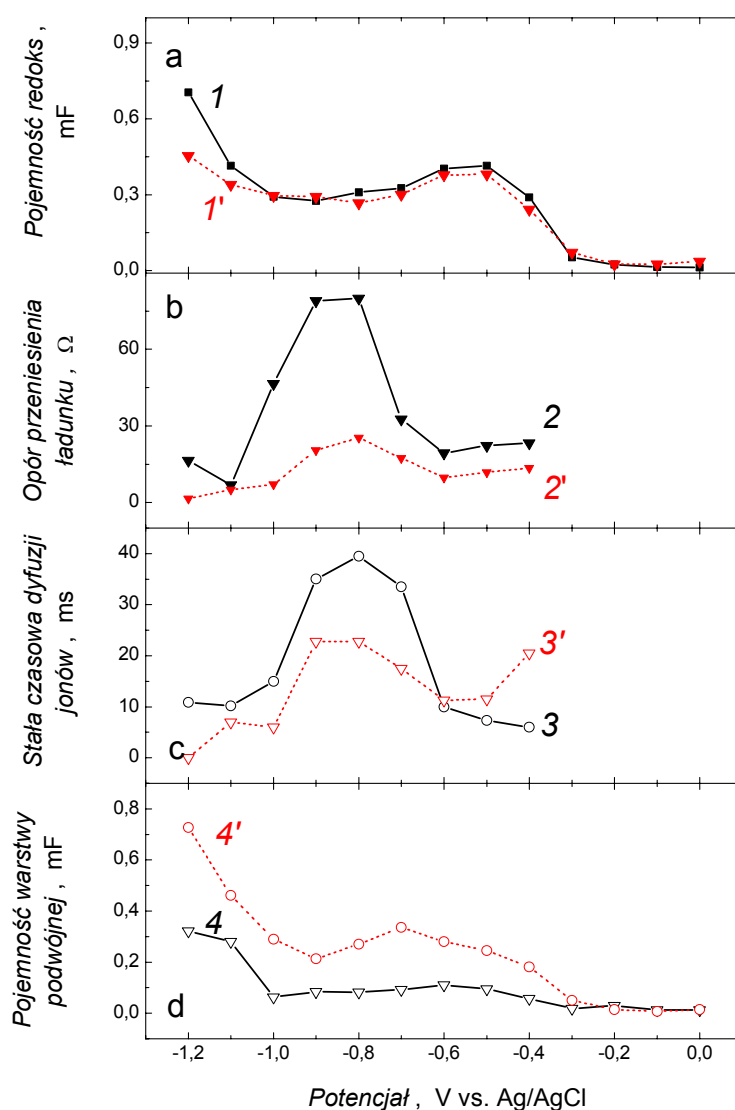 a
Pojemność redoks ,
mF
0,9
0,6
0,3
0,0
1
1'
b
Opór przeniesienia
ładunku , Ω
60
30
0
2
2'
c
Stała czasowa dyfuzji
jonów , ms
50
40
30
20
10
0
3'
3
d
Pojemność warstwy
podwójnej , mF
0,8
0,6
0,4
0,2
0,0
4'
4
-1,2 -1,0 -0,8 -0,6 -0,4 -0,2 0,0
Potencjał , V vs. Ag/AgCl